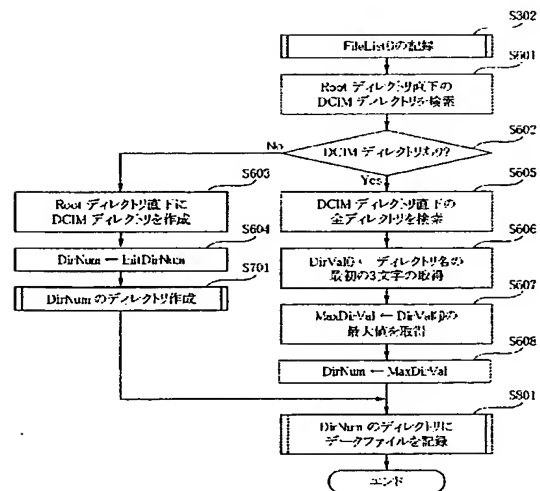 S302
FileList()の記録
S601
Root ディレクトリ直下の
DCIM ディレクトリを検索
S602
No
DCIM ディレクトリあり?
Yes
S603
Root ディレクトリ直下に
DCIM ディレクトリを作成
S604
DirNum ← InitDirNum
S701
DirNum のディレクトリ作成
S605
DCIM ディレクトリ直下の
全ディレクトリを検索
S606
ディレクトリ名の
最初の3文字の取得
S607
MaxDirVal ← DirVal()の
最大値を取得
S608
DirNum ← MaxDirVal
S801
DirNum のディレクトリに
データファイルを記録
エンド